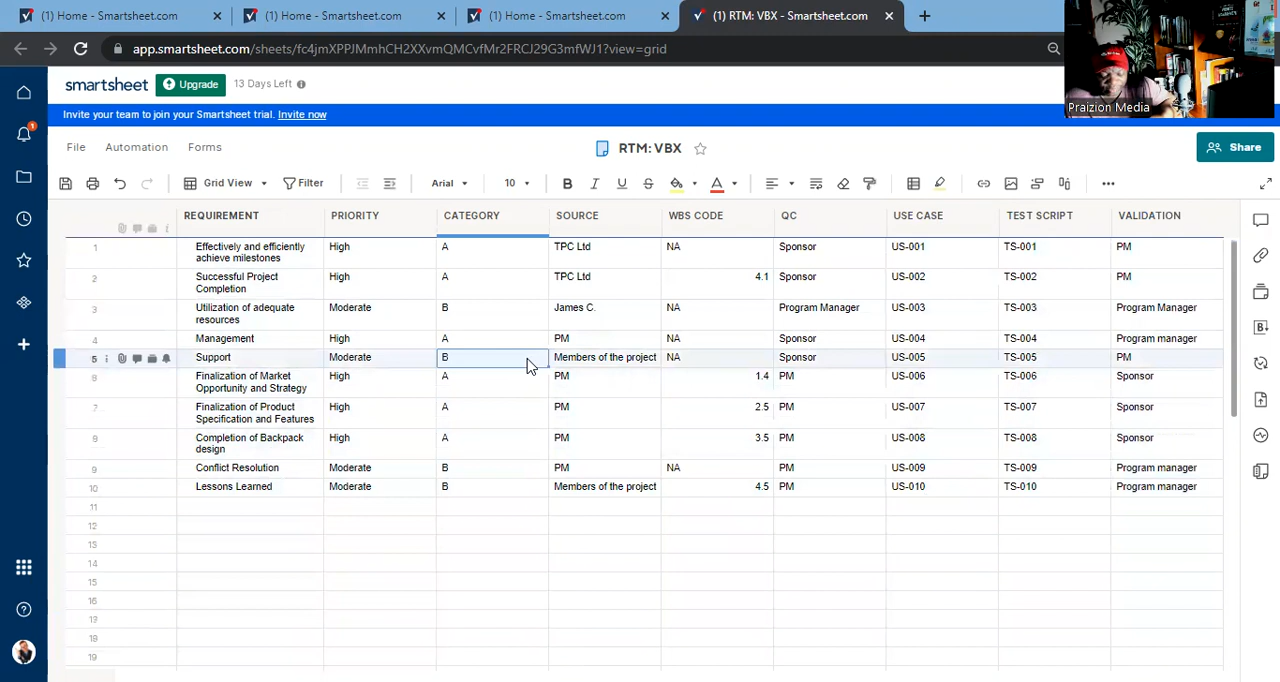 (1) Home - Smartsheet.com
(1) Home - Smartsheet.com
(1) Home - Smartsheet.com
(1) RTM: VBX - Smartsheet.com
app.smartsheet.com/sheets/fc4jmXPPJMmhCH2XXvmQMCvfMr2FRCJ29G3mfWJ1?view=grid
Praizion Media
smartsheet
Upgrade
13 Days Left
Invite your team to join your Smartsheet trial. Invite now
1
File
Automation
Forms
RTM: VBX
Share
Grid View
Filter
Arial
10
B
I
U
S
A
REQUIREMENT PRIORITY CATEGORY SOURCE WBS CODE QC USE CASE TEST SCRIPT VALIDATION
1 Effectively and efficiently High A TPC Ltd NA Sponsor US-001 TS-001 PM
achieve milestones
2 Successful Project High A TPC Ltd 4.1 Sponsor US-002 TS-002 PM
Completion
3 Utilization of adequate Moderate B James C. NA Program Manager US-003 TS-003 Program Manager
resources
4 Management High A PM NA Sponsor US-004 TS-004 Program manager
5 Support Moderate B Members of the project NA Sponsor US-005 TS-005 PM
6 Finalization of Market High A PM 1.4 PM US-006 TS-006 Sponsor
Opportunity and Strategy
7 Finalization of Product High A PM 2.5 PM US-007 TS-007 Sponsor
Specification and Features
8 Completion of Backpack High A PM 3.5 PM US-008 TS-008 Sponsor
design
9 Conflict Resolution Moderate B PM NA PM US-009 TS-009 Program manager
10 Lessons Learned Moderate B Members of the project 4.5 PM US-010 TS-010 Program manager
11
12
13
14
15
16
17
18
19